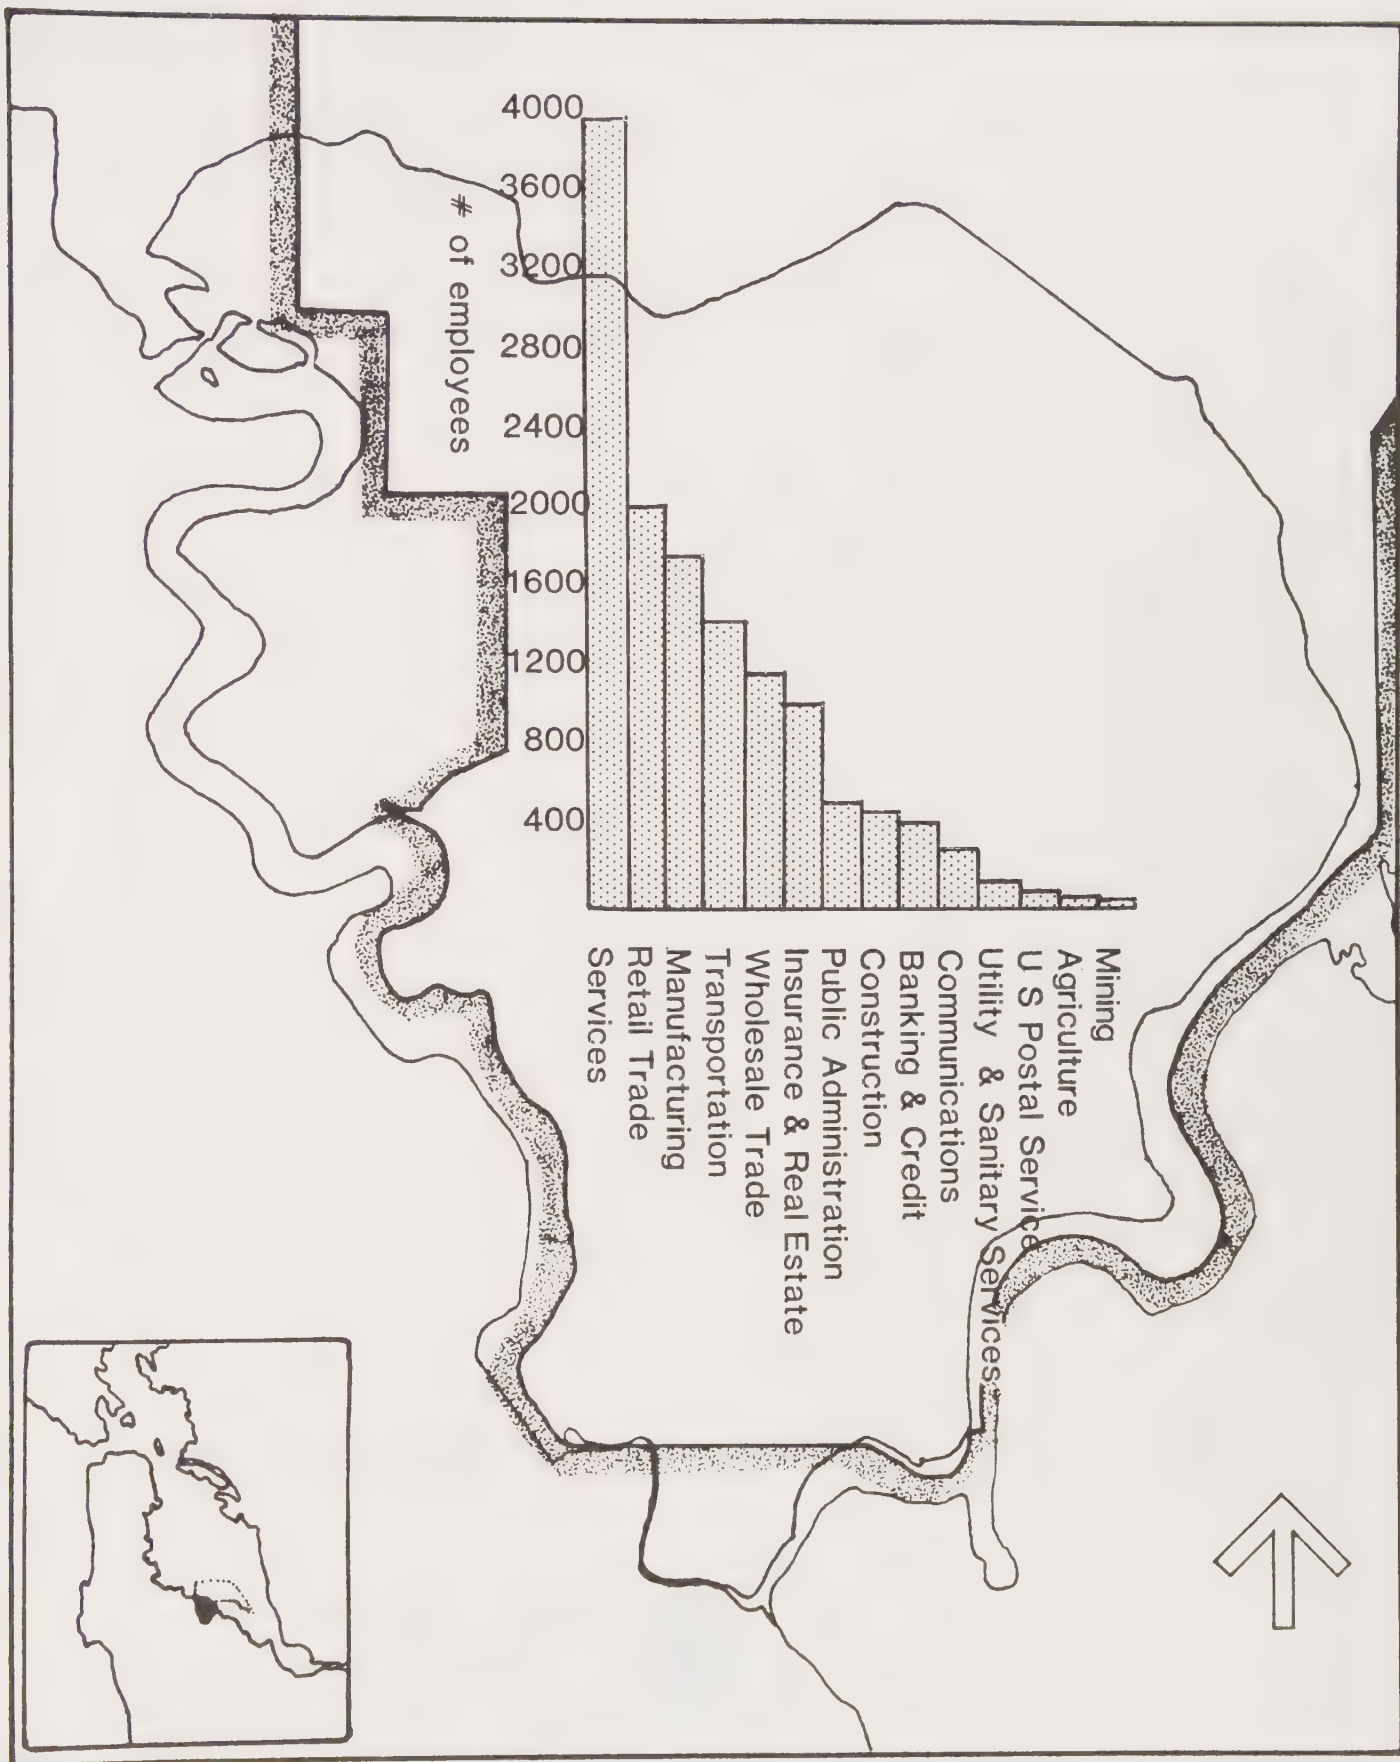 4000
3600
3200
2800
2400
2000
1600
1200
800
400
# of employees
Services
Retail Trade
Manufacturing
Transportation
Wholesale Trade
Insurance & Real Estate
Public Administration
Construction
Banking & Credit
Communications
Utility & Sanitary Services
U S Postal Service
Agriculture
Mining